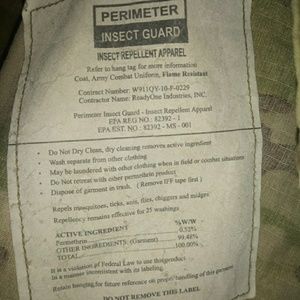 PERIMETER
INSECT GUARD
INSECT REPELLENT APPAREL
Refer to hang tag for more information
Coat, Army Combat Uniform, Flame Resistant
Contract Number: W911QY-10-F-0229
Contractor Name: ReadyOne Industries, INC.
Perimeter Insect Guard - Insect Repellent Apparel
EPA REG NO.: 82392 - 1
EPA EST. NO.: 82392 - MS - 001
• Do Not Dry Clean, dry cleaning removes active ingredient
• Wash separate from other clothing
• May be laundered with other clothing when in field or combat situations
• Do Not retreat with other permethrin product
• Dispose of garment in trash. (Remove IFF tape first)
Repels mosquitoes, ticks, ants, flies, chiggers and midges
Repellency remains effective for 25 washings
ACTIVE INGREDIENT %W/W
Permethrin 0.52%
OTHER INGREDIENTS: (Garment) 99.48%
TOTAL 100.00%
It is a violation of Federal Law to use this product
in a manner inconsistent with its labeling.
Retain hangtag for future reference on proper handling of this garment
DO NOT REMOVE THIS LABEL